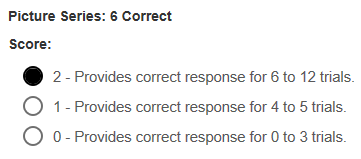 Picture Series: 6 Correct
Score:
2 - Provides correct response for 6 to 12 trials.
1 - Provides correct response for 4 to 5 trials.
0 - Provides correct response for 0 to 3 trials.